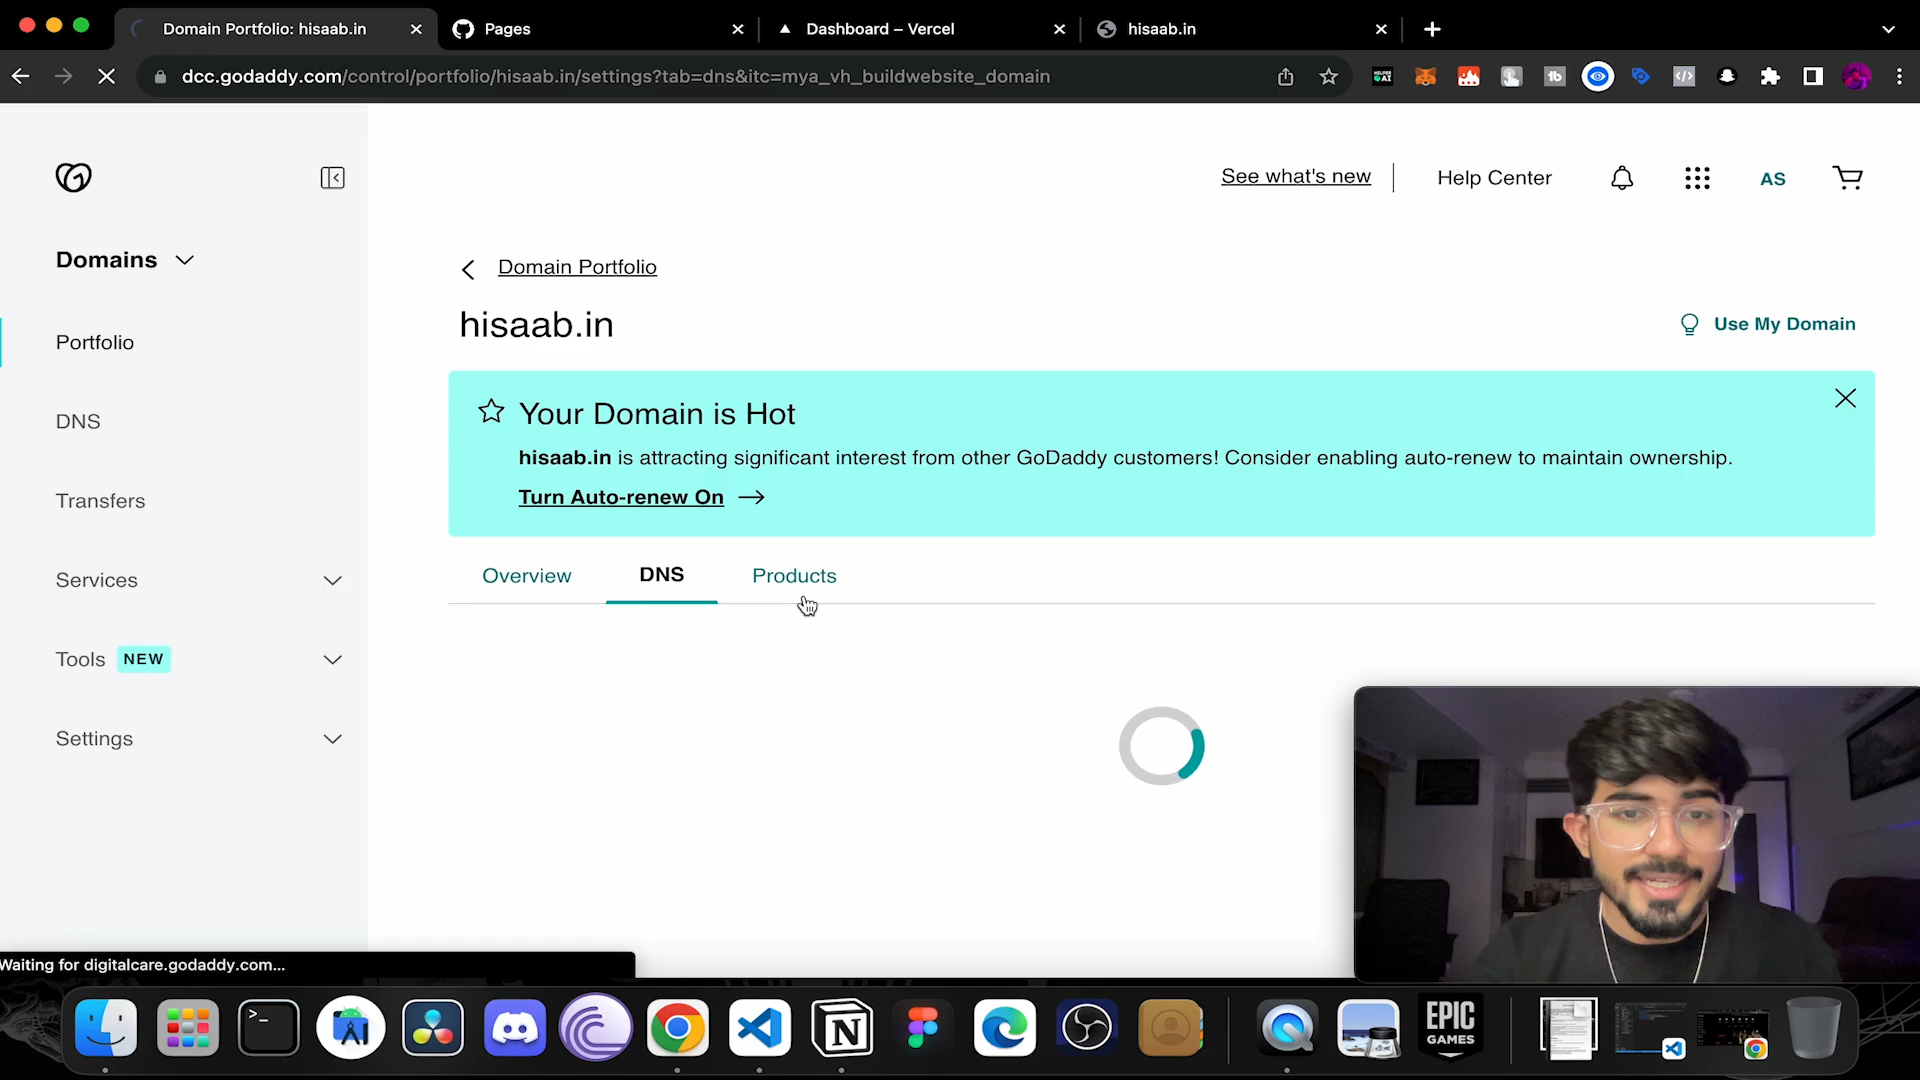 Domain Portfolio: hisaab.in
Pages
Dashboard – Vercel
hisaab.in
dcc.godaddy.com/control/portfolio/hisaab.in/settings?tab=dns&itc=mya_vh_buildwebsite_domain
See what's new
Help Center
AS
Domains
Portfolio
DNS
Transfers
Services
Tools NEW
Settings
Domain Portfolio
hisaab.in
Use My Domain
Your Domain is Hot
hisaab.in is attracting significant interest from other GoDaddy customers! Consider enabling auto-renew to maintain ownership.
Turn Auto-renew On
Overview
DNS
Products
Waiting for digitalcare.godaddy.com...
EPIC
GAMES